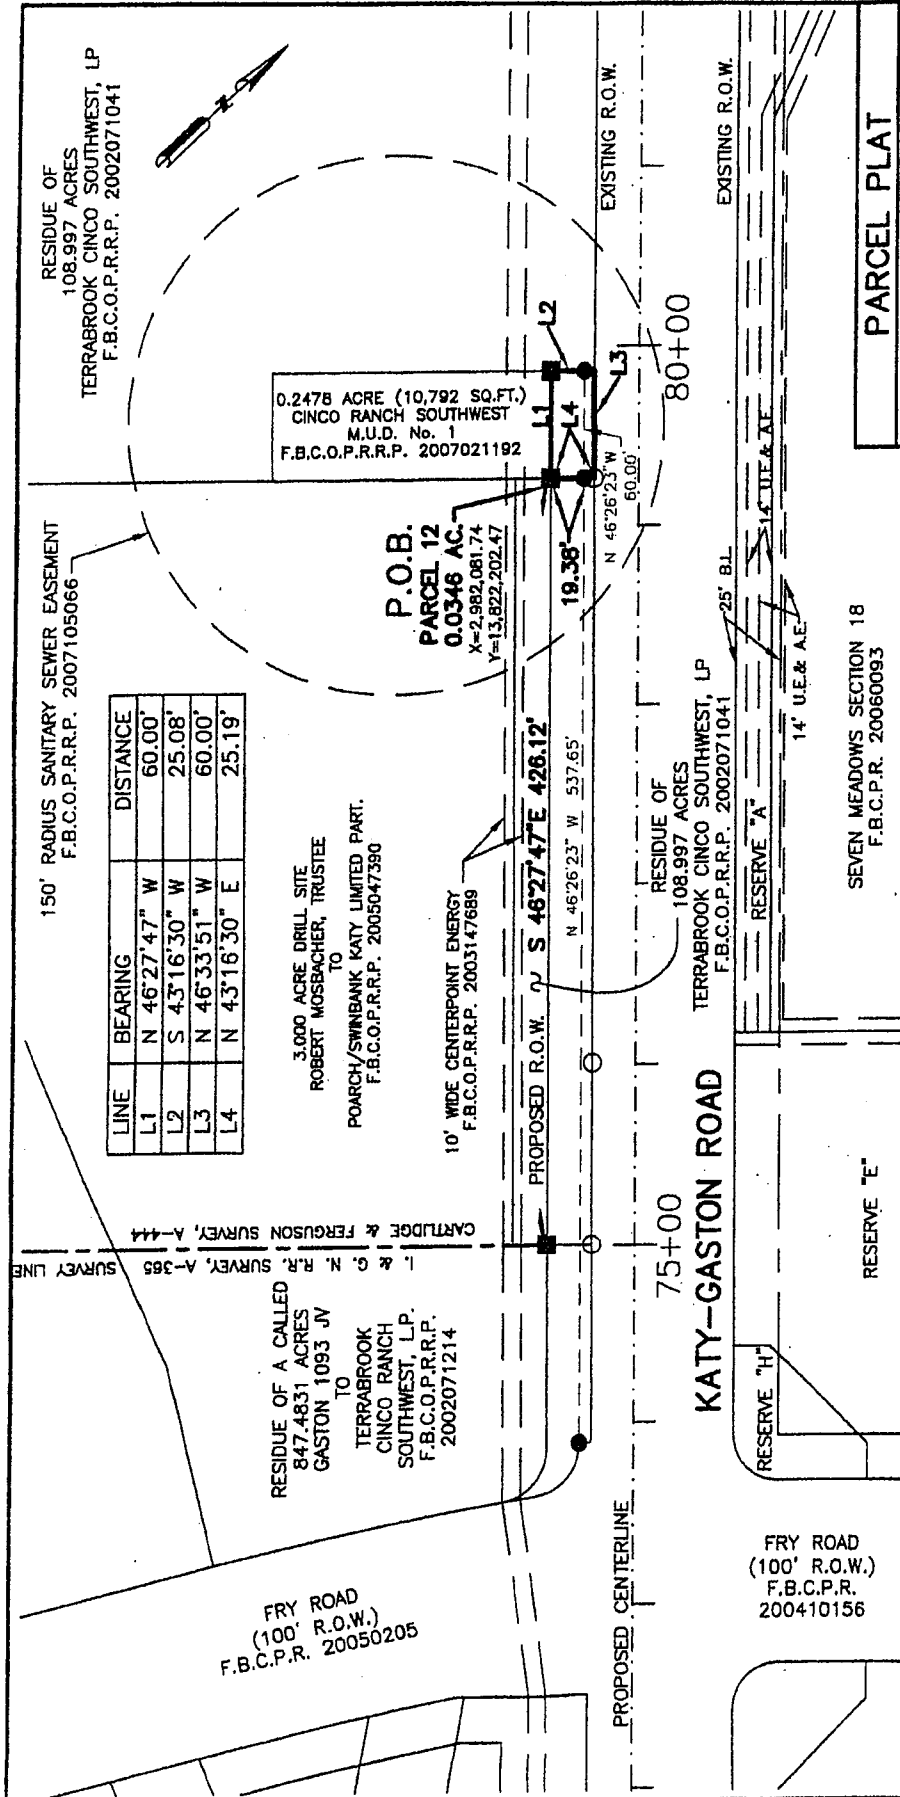 RESIDUE OF
108.997 ACRES
TERRABROOK CINCO SOUTHWEST, LP
F.B.C.O.P.R.R.P. 2002071041
N
150' RADIUS SANITARY SEWER EASEMENT
F.B.C.O.P.R.R.P. 2007105066
0.2478 ACRE (10,792 SQ.FT.)
CINCO RANCH SOUTHWEST
M.U.D. No. 1
F.B.C.O.P.R.R.P. 2007021192
LINE BEARING DISTANCE
L1 N 46°27'47" W 60.00'
L2 S 43°16'30" W 25.08'
L3 N 46°33'51" W 60.00'
L4 N 43°16'30" E 25.19'
P.O.B.
PARCEL 12
0.0346 AC.
X=2,982,081.74
Y=13,822,202.47
L1
L2
L3
L4
19.38'
N 46°26'23" W
60.00'
EXISTING R.O.W.
EXISTING R.O.W.
80+00
3.000 ACRE DRILL SITE
ROBERT MOSBACHER, TRUSTEE
TO
POARCH/SWINBANK KATY LIMITED PART.
F.B.C.O.P.R.R.P. 2005047390
10' WIDE CENTERPOINT ENERGY
F.B.C.O.P.R.R.P. 2003147689
PROPOSED R.O.W.
S 46°27'47"E 426.12'
N 46°26'23" W 537.65'
RESIDUE OF
108.997 ACRES
TERRABROOK CINCO SOUTHWEST, LP
F.B.C.O.P.R.R.P. 2002071041
CARTLIDGE & FERGUSON SURVEY, A-444
I. & G. N. R.R. SURVEY, A-365 SURVEY LINE
RESIDUE OF A CALLED
847.4831 ACRES
GASTON 1093 JV
TO
TERRABROOK
CINCO RANCH
SOUTHWEST, L.P.
F.B.C.O.P.R.R.P.
2002071214
75+00
KATY-GASTON ROAD
PROPOSED CENTERLINE
FRY ROAD
(100' R.O.W.)
F.B.C.P.R. 20050205
FRY ROAD
(100' R.O.W.)
F.B.C.P.R.
200410156
RESERVE "H"
RESERVE "E"
RESERVE "A"
25' B.L.
14' U.E.& A.E.
14' U.E.& A.E.
SEVEN MEADOWS SECTION 18
F.B.C.P.R. 20060093
PARCEL PLAT